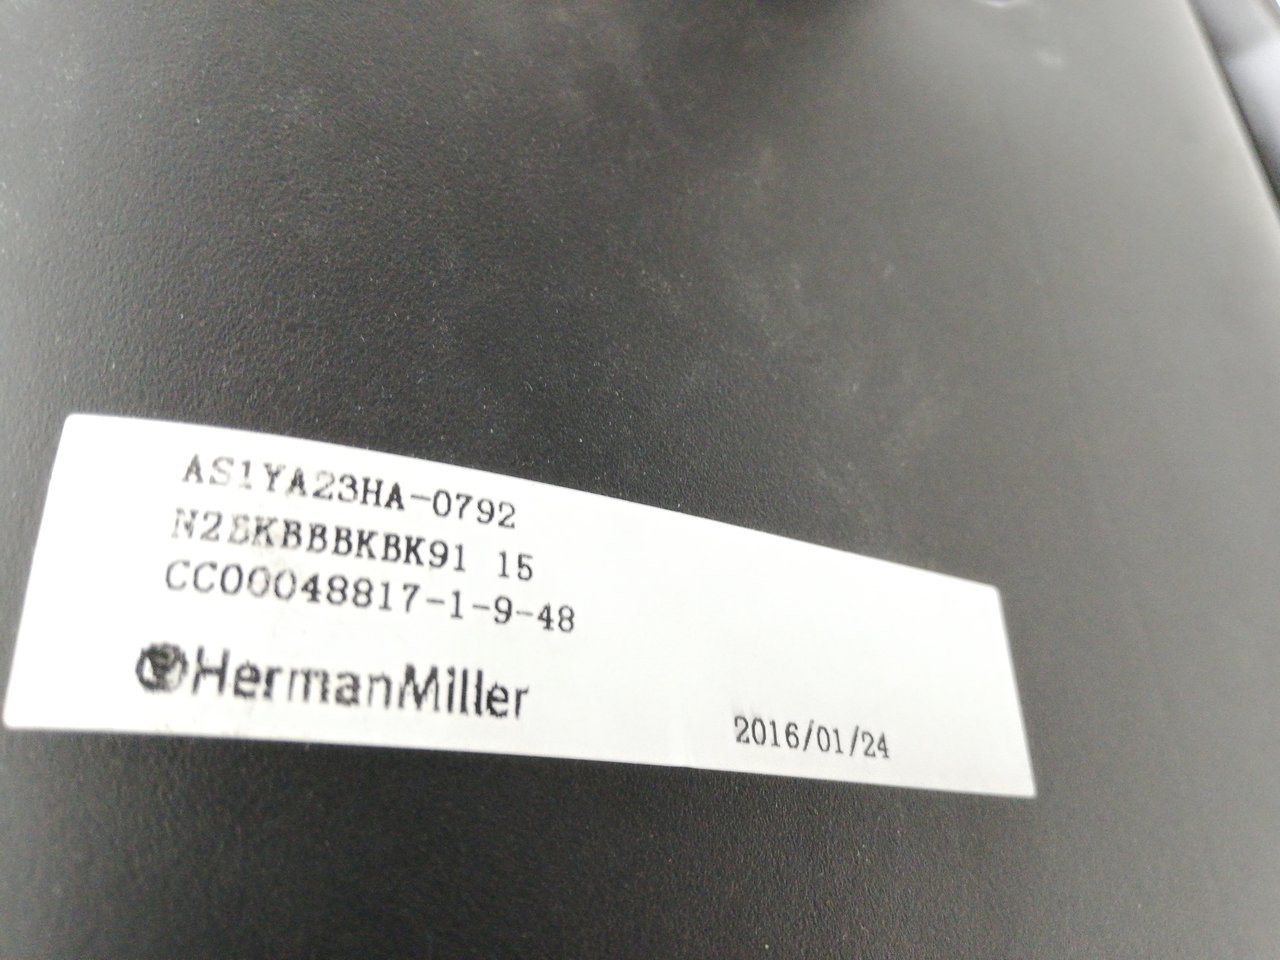 AS1YA23HA-0792
N2BKBBBKBK91 15
CC00048817-1-9-48
HermanMiller
2016/01/24